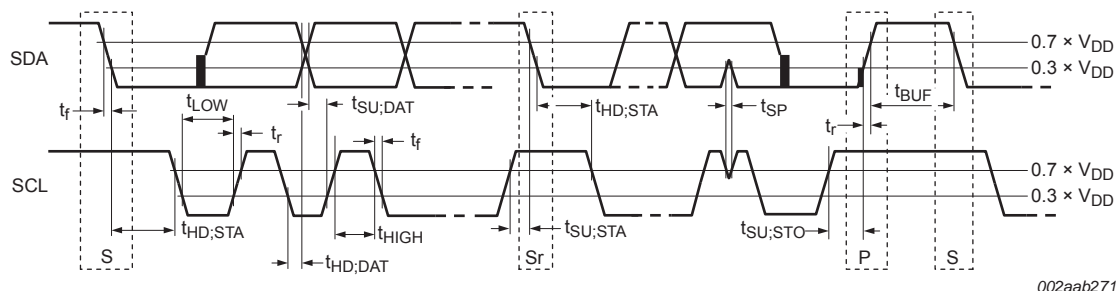 SDA
0.7 × VDD
0.3 × VDD
tf
tLOW
tr
tSU;DAT
tf
tHD;STA
tSP
tr
tBUF
SCL
0.7 × VDD
0.3 × VDD
tHD;STA
tHD;DAT
tHIGH
tSU;STA
tSU;STO
S
Sr
P
S
002aab271